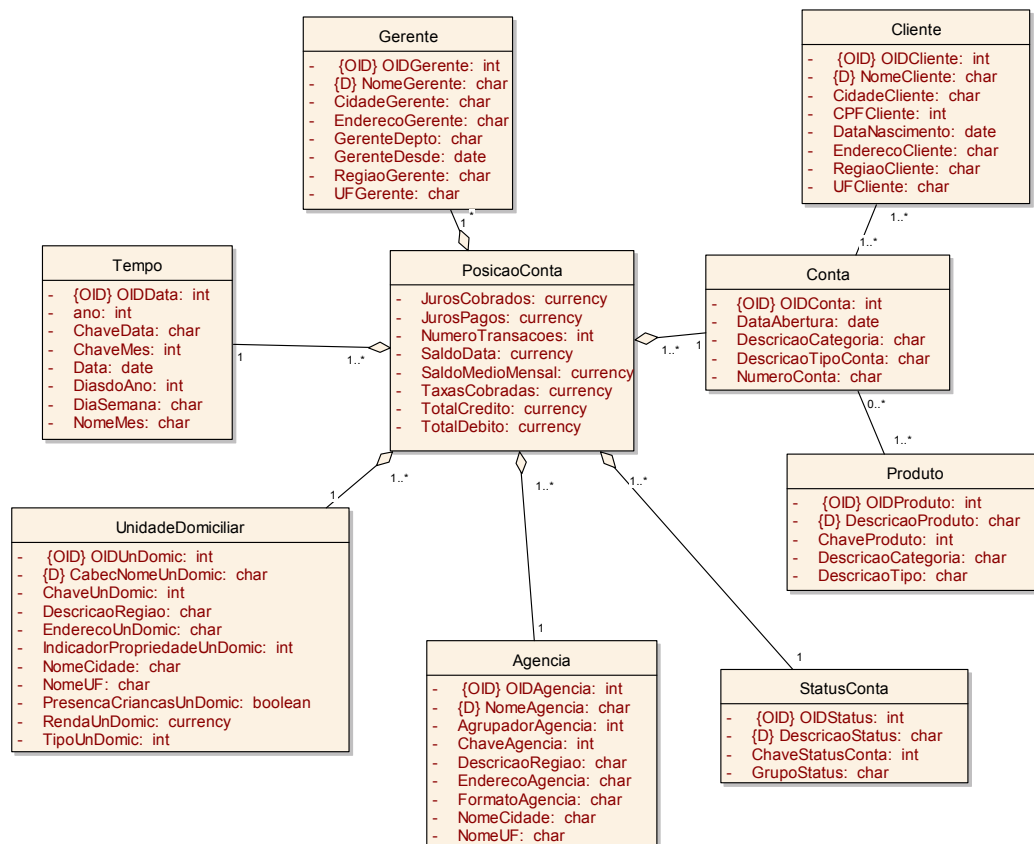 Gerente
- {OID} OIDGerente: int
- {D} NomeGerente: char
- CidadeGerente: char
- EnderecoGerente: char
- GerenteDepto: char
- GerenteDesde: date
- RegiaoGerente: char
- UFGerente: char
Cliente
- {OID} OIDCliente: int
- {D} NomeCliente: char
- CidadeCliente: char
- CPFCliente: int
- DataNascimento: date
- EnderecoCliente: char
- RegiaoCliente: char
- UFCliente: char
1 *
1..*
1..*
Tempo
- {OID} OIDData: int
- ano: int
- ChaveData: char
- ChaveMes: int
- Data: date
- DiasdoAno: int
- DiaSemana: char
- NomeMes: char
1
1..*
PosicaoConta
- JurosCobrados: currency
- JurosPagos: currency
- NumeroTransacoes: int
- SaldoData: currency
- SaldoMedioMensal: currency
- TaxasCobradas: currency
- TotalCredito: currency
- TotalDebito: currency
1..*
1
Conta
- {OID} OIDConta: int
- DataAbertura: date
- DescricaoCategoria: char
- DescricaoTipoConta: char
- NumeroConta: char
0..*
1..*
1..*
1
1..*
1..*
Produto
- {OID} OIDProduto: int
- {D} DescricaoProduto: char
- ChaveProduto: int
- DescricaoCategoria: char
- DescricaoTipo: char
UnidadeDomiciliar
- {OID} OIDUnDomic: int
- {D} CabecNomeUnDomic: char
- ChaveUnDomic: int
- DescricaoRegiao: char
- EnderecoUnDomic: char
- IndicadorPropriedadeUnDomic: int
- NomeCidade: char
- NomeUF: char
- PresencaCriancasUnDomic: boolean
- RendaUnDomic: currency
- TipoUnDomic: int
1
Agencia
- {OID} OIDAgencia: int
- {D} NomeAgencia: char
- AgrupadorAgencia: int
- ChaveAgencia: int
- DescricaoRegiao: char
- EnderecoAgencia: char
- FormatoAgencia: char
- NomeCidade: char
- NomeUF: char
1
StatusConta
- {OID} OIDStatus: int
- {D} DescricaoStatus: char
- ChaveStatusConta: int
- GrupoStatus: char